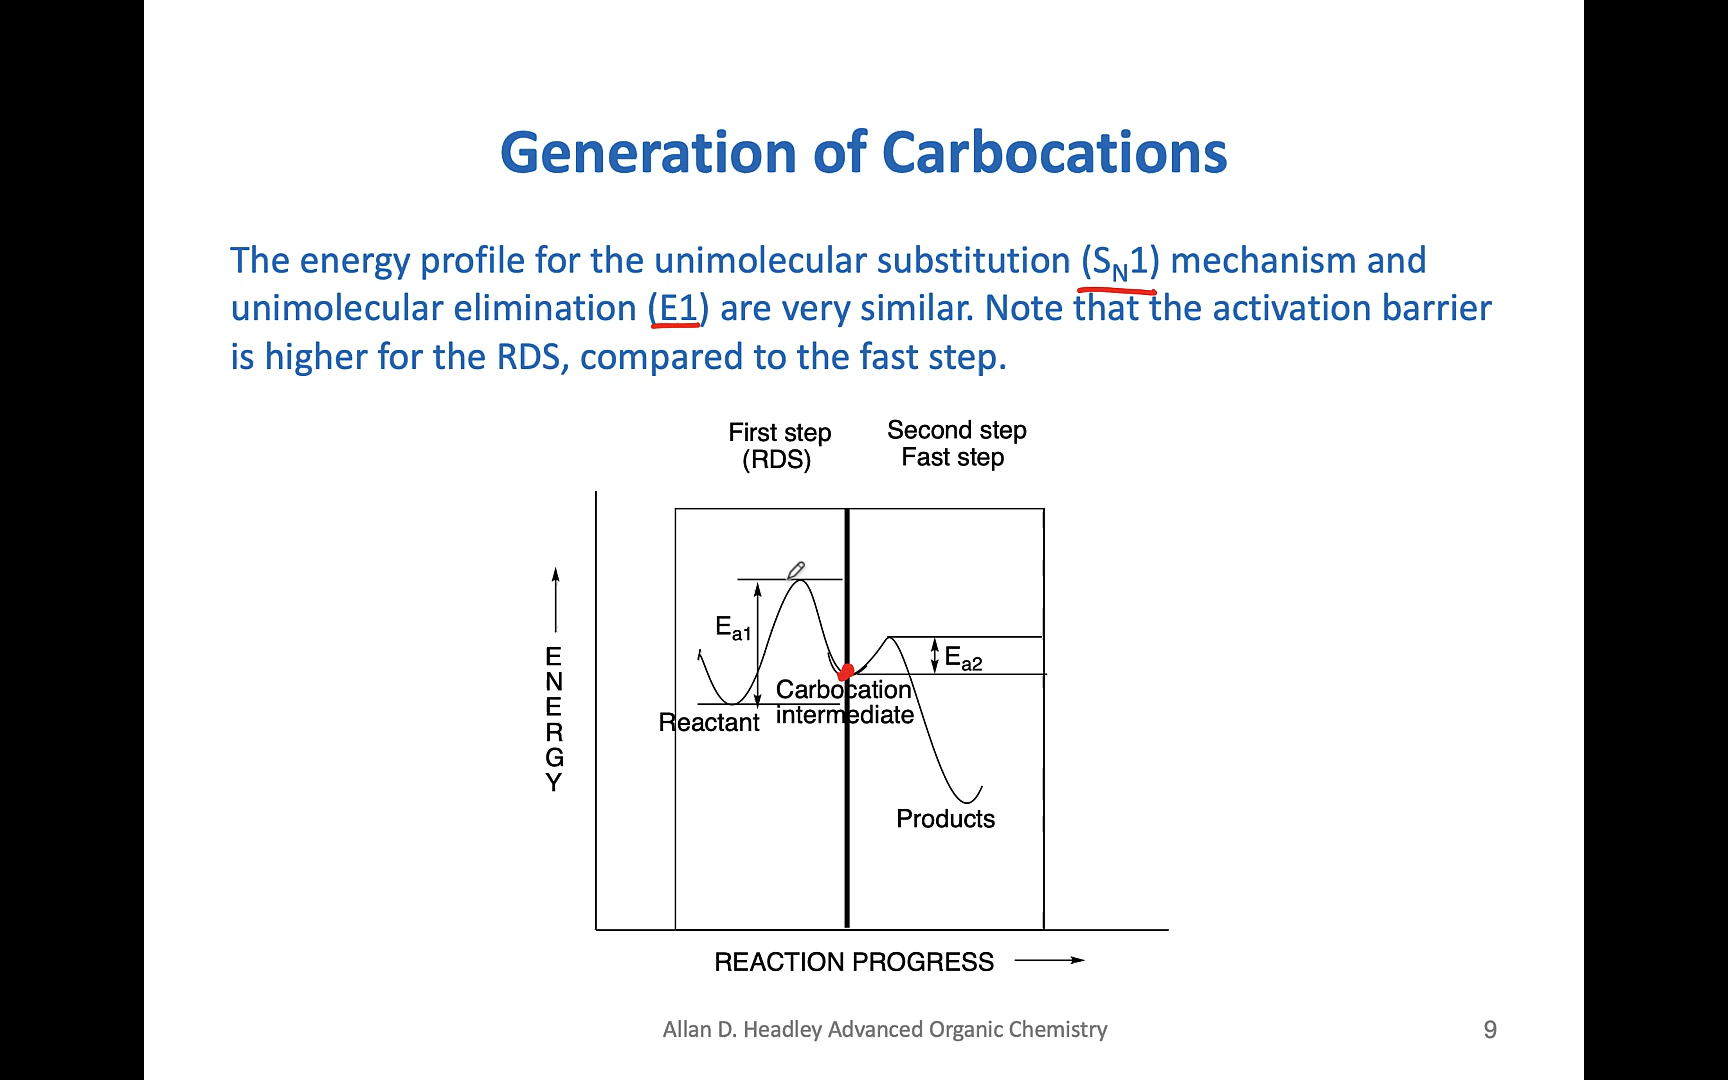 Generation of Carbocations
The energy profile for the unimolecular substitution (SN1) mechanism and
unimolecular elimination (E1) are very similar. Note that the activation barrier
is higher for the RDS, compared to the fast step.
First step
(RDS)
Second step
Fast step
ENERGY
Ea1
Ea2
Reactant
Carbocation
intermediate
Products
REACTION PROGRESS
Allan D. Headley Advanced Organic Chemistry
9